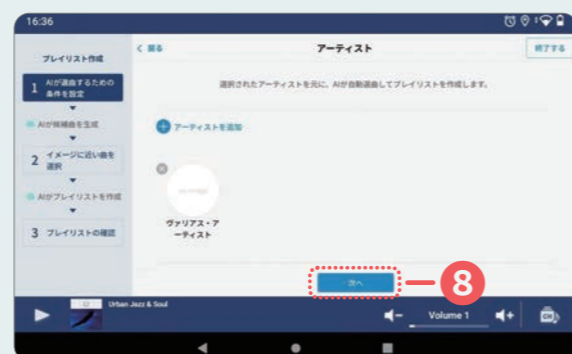 16:36
プレイリスト作成
1 AIが選曲するための
条件を設定
AIが候補曲を生成
2 イメージに近い曲を
選択
AIがプレイリストを作成
3 プレイリストの確認
戻る
アーティスト
終了する
選択されたアーティストを元に、AIが自動選曲してプレイリストを作成します。
アーティストを追加
ヴァリアス・ア
ーティスト
次へ
8
Urban Jazz & Soul
Volume 1